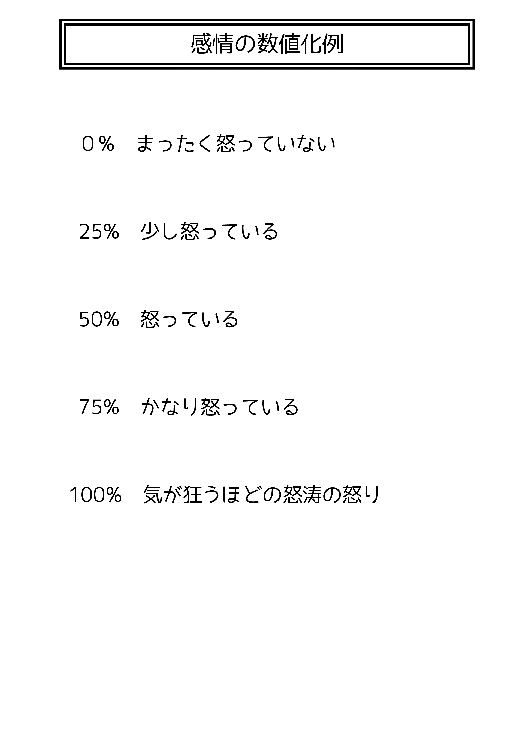 感情の数値化例
0% まったく怒っていない
25% 少し怒っている
50% 怒っている
75% かなり怒っている
100% 気が狂うほどの怒涛の怒り